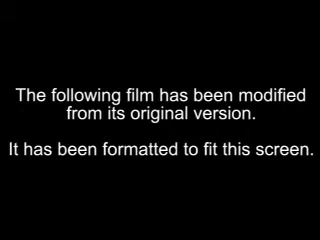 The following film has been modified
from its original version.
It has been formatted to fit this screen.